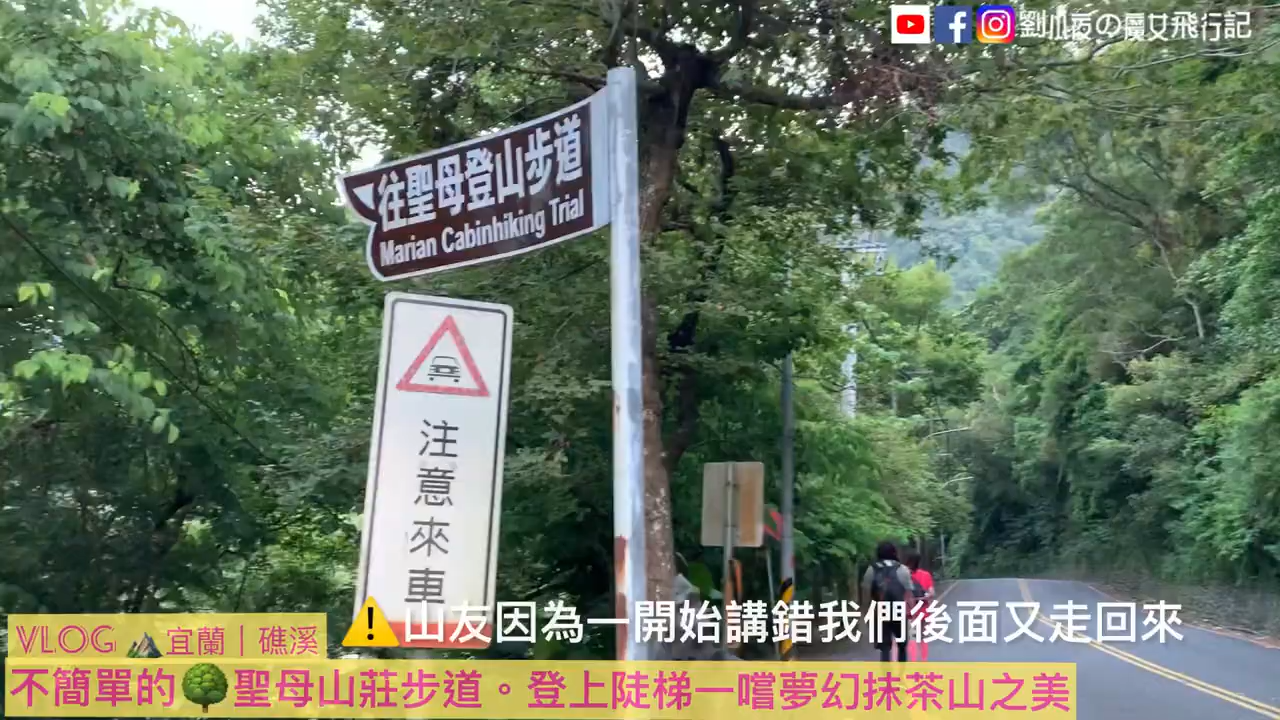 劉小夜の魔女飛行記
往聖母登山步道
Marian Cabinhiking Trial
注意來車
⚠山友因為一開始講錯我們後面又走回來
VLOG⛰宜蘭|礁溪
不簡單的🌳聖母山莊步道。登上陡梯一嚐夢幻抹茶山之美